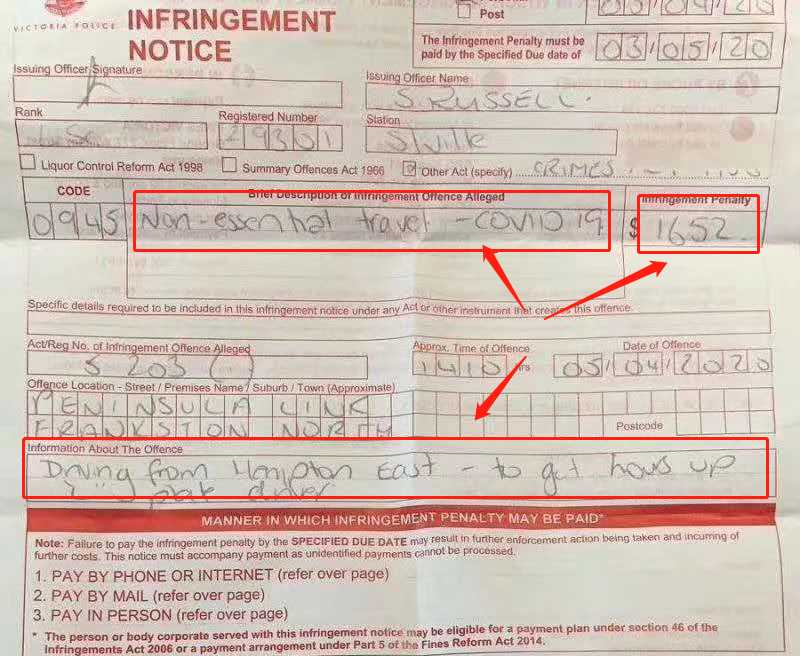 Post
VICTORIA POLICE
INFRINGEMENT
NOTICE
The Infringement Penalty must be
paid by the Specified Due date of
03/05/20
Issuing Officer Signature
Issuing Officer Name
S. RUSSELL.
Rank
Registered Number
Station
29301
S/ville
Liquor Control Reform Act 1998
Summary Offences Act 1966
Other Act (specify)
CRIMES
CODE
Brief Description of Infringement Offence Alleged
Infringement Penalty
0945
Non-essential travel - COVID 19
$ 1652.
Specific details required to be included in this infringement notice under any Act or other instrument that creates this offence.
Act/Reg No. of Infringement Offence Alleged
Approx. Time of Offence
Date of Offence
S 203 ( )
1410 hrs
05/04/2020
Offence Location - Street / Premises Name / Suburb / Town (Approximate)
PENINSULA LINK
FRANKSTON NORTH
Postcode
Information About The Offence
Driving from Hampton East - to get hours up
plate driver
MANNER IN WHICH INFRINGEMENT PENALTY MAY BE PAID*
Note: Failure to pay the infringement penalty by the SPECIFIED DUE DATE may result in further enforcement action being taken and incurring of
further costs. This notice must accompany payment as unidentified payments cannot be processed.
1. PAY BY PHONE OR INTERNET (refer over page)
2. PAY BY MAIL (refer over page)
3. PAY IN PERSON (refer over page)
* The person or body corporate served with this infringement notice may be eligible for a payment plan under section 46 of the
Infringements Act 2006 or a payment arrangement under Part 5 of the Fines Reform Act 2014.